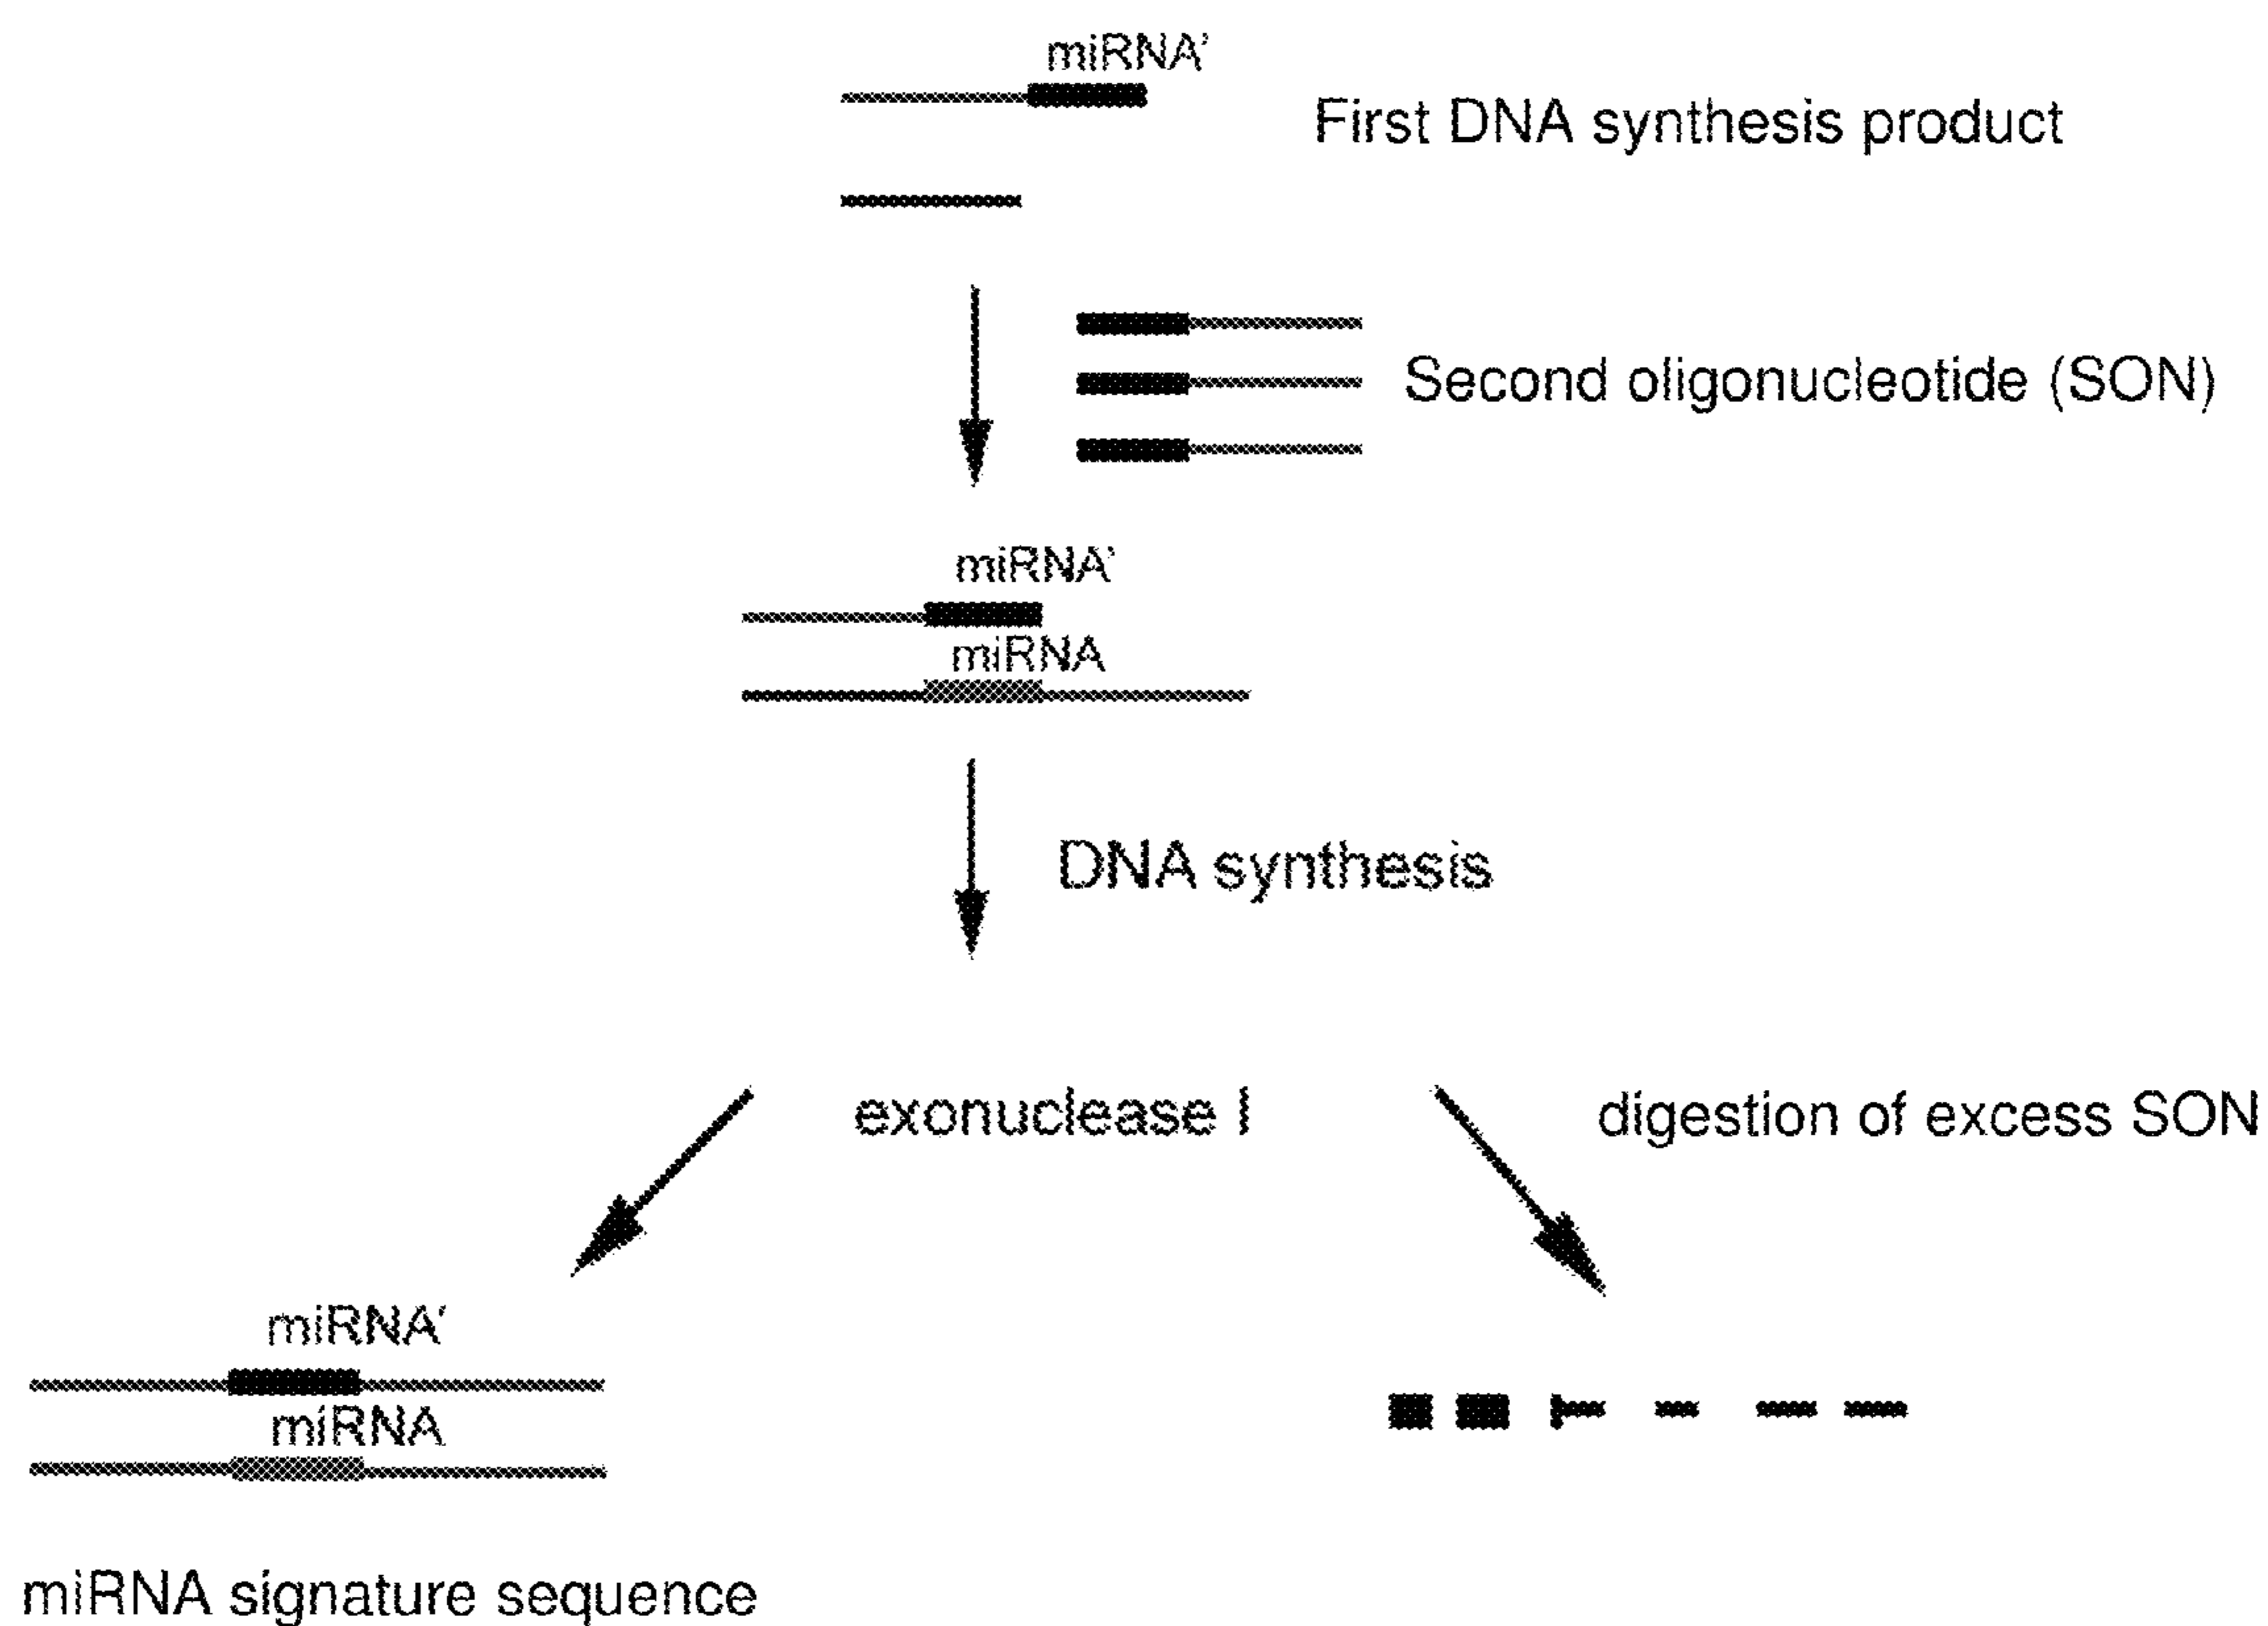 miRNA'
First DNA synthesis product
Second oligonucleotide (SON)
miRNA'
miRNA
DNA synthesis
exonuclease I
digestion of excess SON
miRNA'
miRNA
miRNA signature sequence